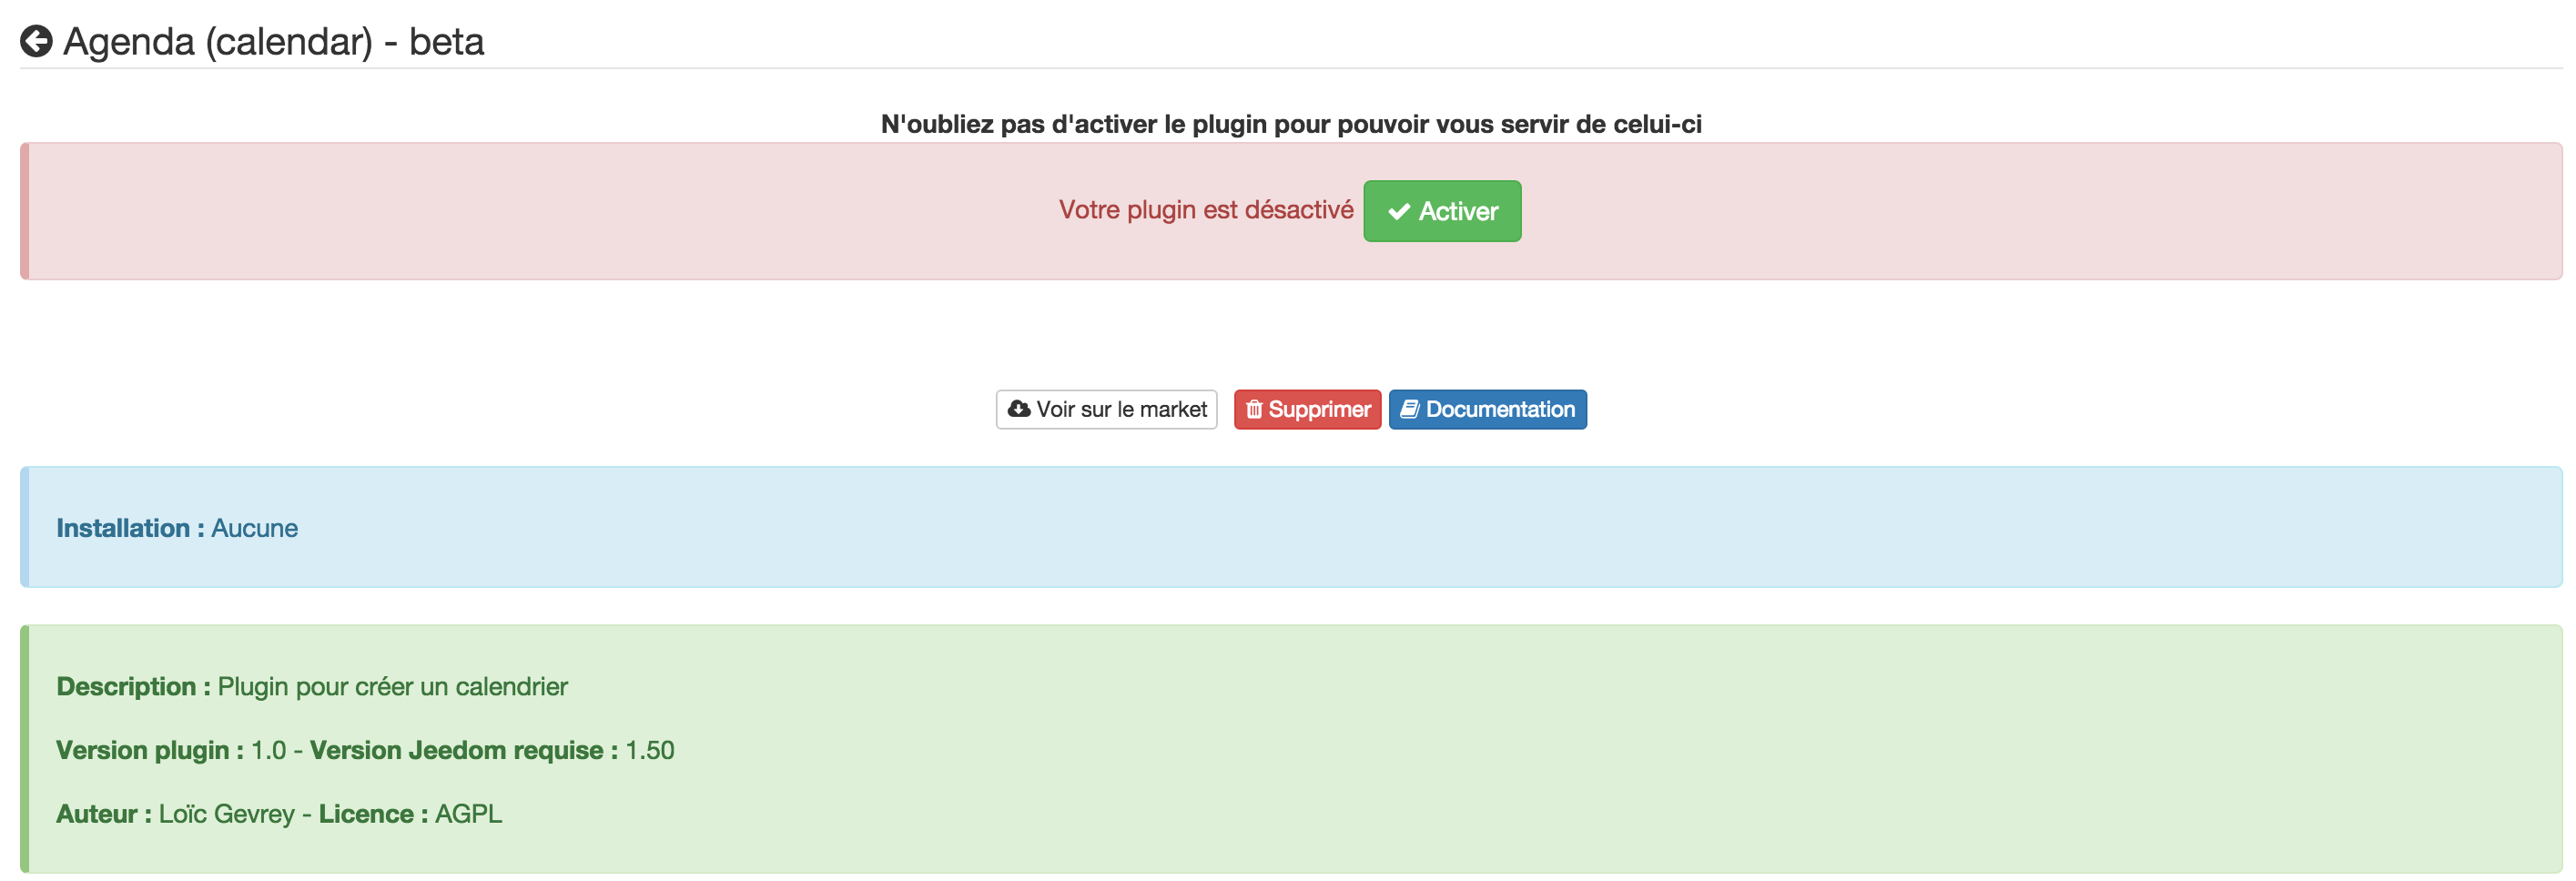 Agenda (calendar) - beta
N'oubliez pas d'activer le plugin pour pouvoir vous servir de celui-ci
Votre plugin est désactivé Activer
Voir sur le market Supprimer Documentation
Installation : Aucune
Description : Plugin pour créer un calendrier
Version plugin : 1.0 - Version Jeedom requise : 1.50
Auteur : Loïc Gevrey - Licence : AGPL